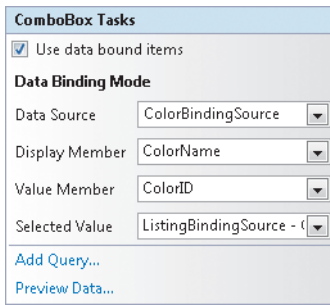 ComboBox Tasks
Use data bound items
Data Binding Mode
Data Source ColorBindingSource
Display Member ColorName
Value Member ColorID
Selected Value ListingBindingSource -
Add Query...
Preview Data...